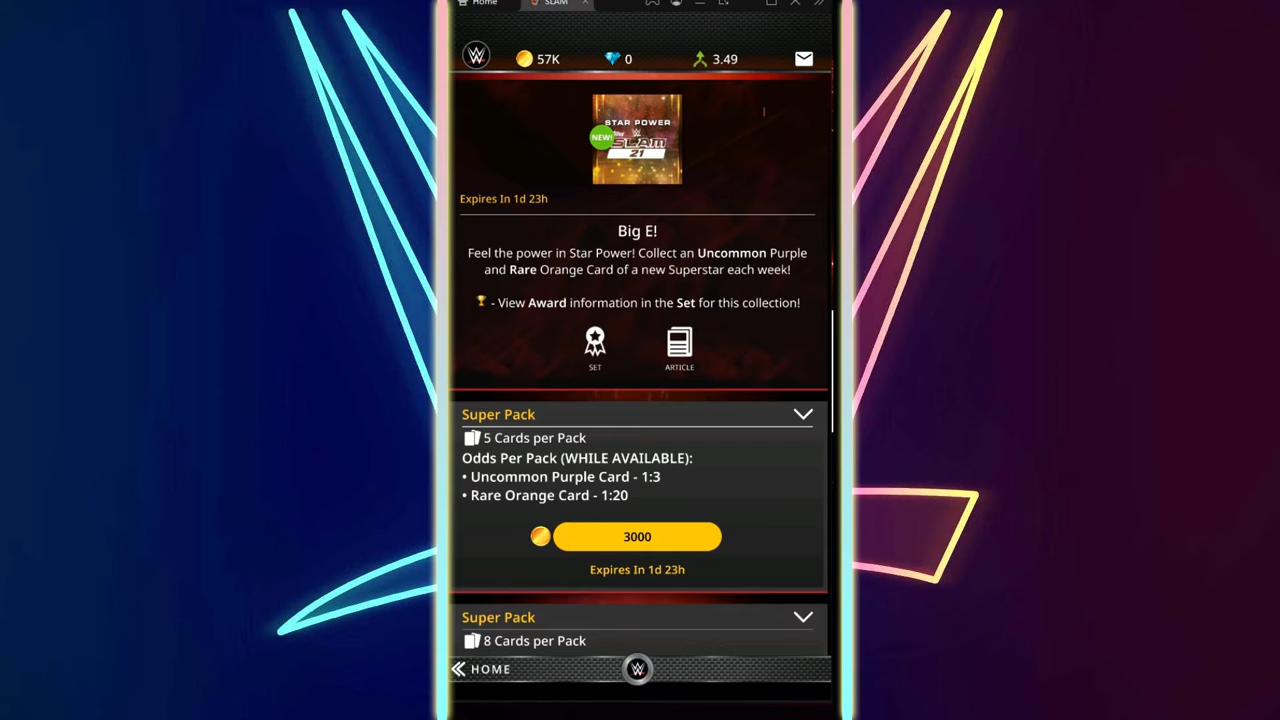 Home
SLAM
57K
0
3.49
STAR POWER
NEW!
Topps
SLAM
21
Expires In 1d 23h
Big E!
Feel the power in Star Power! Collect an Uncommon Purple
and Rare Orange Card of a new Superstar each week!
- View Award information in the Set for this collection!
SET
ARTICLE
Super Pack
5 Cards per Pack
Odds Per Pack (WHILE AVAILABLE):
• Uncommon Purple Card - 1:3
• Rare Orange Card - 1:20
3000
Expires In 1d 23h
Super Pack
8 Cards per Pack
HOME